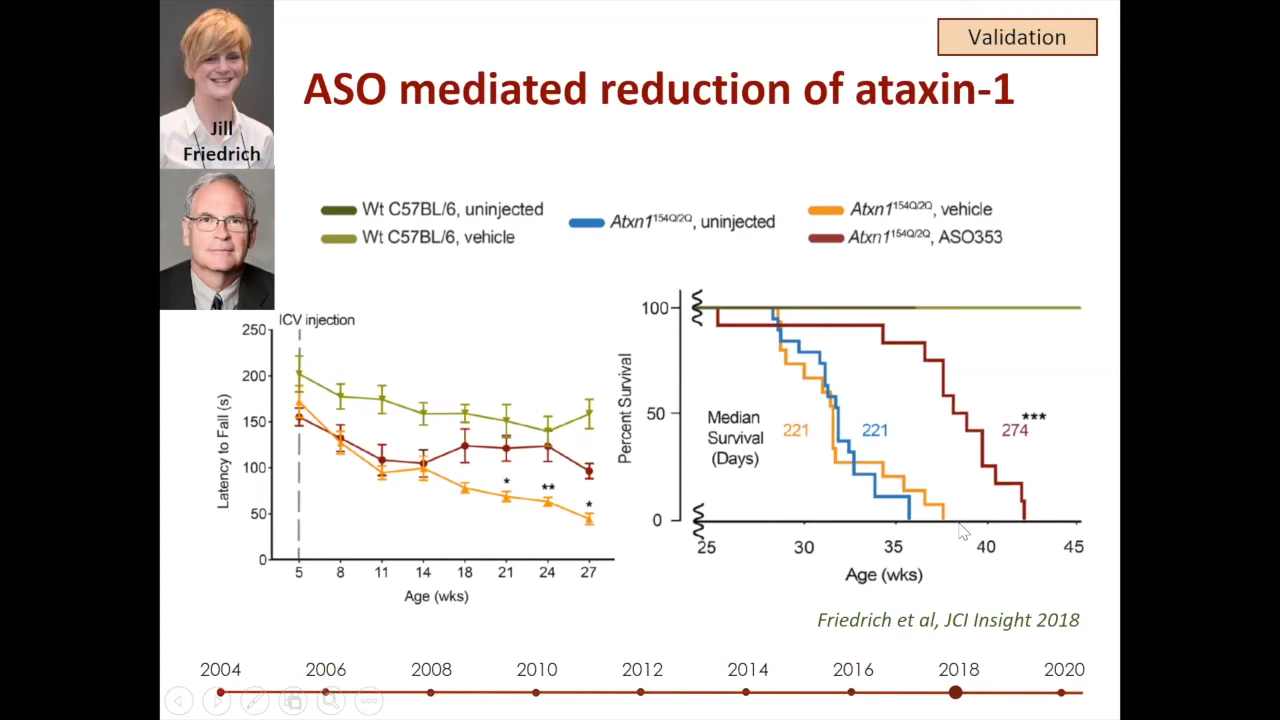 Validation
ASO mediated reduction of ataxin-1
Jill
Friedrich
Wt C57BL/6, uninjected
Wt C57BL/6, vehicle
Atxn1154Q/2Q, uninjected
Atxn1154Q/2Q, vehicle
Atxn1154Q/2Q, ASO353
ICV injection
250
200
150
100
50
0
Latency to Fall (s)
*
**
*
5 8 11 14 18 21 24 27
Age (wks)
100
50
0
Percent Survival
Median
Survival
(Days)
221
221
274
***
25 30 35 40 45
Age (wks)
Friedrich et al, JCI Insight 2018
2004 2006 2008 2010 2012 2014 2016 2018 2020